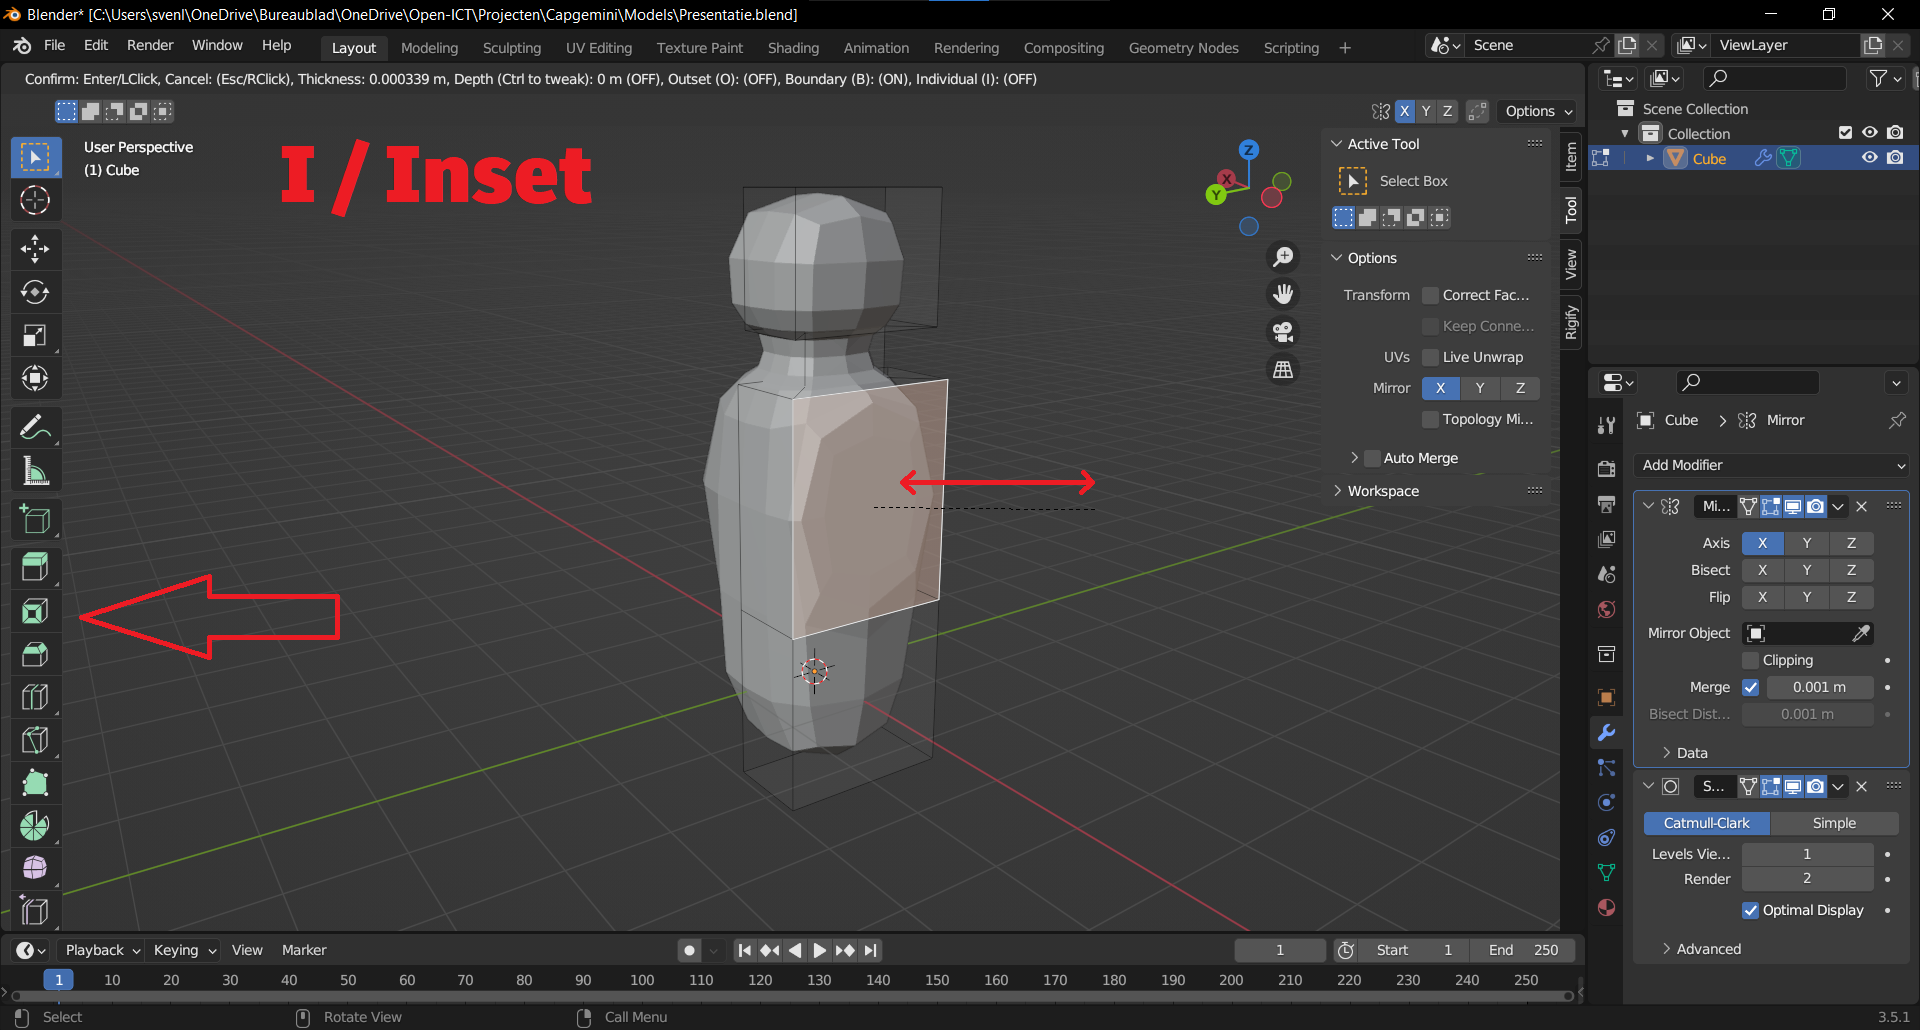 Blender* [C:\Users\svenl\OneDrive\Bureaublad\OneDrive\Open-ICT\Projecten\Capgemini\Models\Presentatie.blend]
File Edit Render Window Help
Layout Modeling Sculpting UV Editing Texture Paint Shading Animation Rendering Compositing Geometry Nodes Scripting +
Scene
ViewLayer
Confirm: Enter/LClick, Cancel: (Esc/RClick), Thickness: 0.000339 m, Depth (Ctrl to tweak): 0 m (OFF), Outset (O): (OFF), Boundary (B): (ON), Individual (I): (OFF)
X Y Z
Options
User Perspective
(1) Cube
I / Inset
Z
X
Y
Active Tool
Select Box
Options
Transform Correct Fac...
Keep Conne...
UVs Live Unwrap
Mirror X Y Z
Topology Mi...
Auto Merge
Workspace
Item
Tool
View
Rigify
Scene Collection
Collection
Cube
Cube > Mirror
Add Modifier
Mi...
Axis X Y Z
Bisect X Y Z
Flip X Y Z
Mirror Object
Clipping
Merge 0.001 m
Bisect Dist... 0.001 m
Data
S...
Catmull-Clark Simple
Levels Vie... 1
Render 2
Optimal Display
Advanced
Playback Keying View Marker
1
Start 1
End 250
1 10 20 30 40 50 60 70 80 90 100 110 120 130 140 150 160 170 180 190 200 210 220 230 240 250
Select
Rotate View
Call Menu
3.5.1